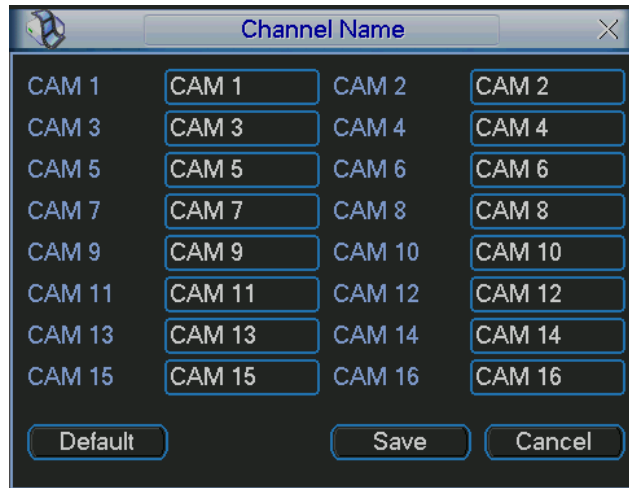 Channel Name
CAM 1 CAM 1 CAM 2 CAM 2
CAM 3 CAM 3 CAM 4 CAM 4
CAM 5 CAM 5 CAM 6 CAM 6
CAM 7 CAM 7 CAM 8 CAM 8
CAM 9 CAM 9 CAM 10 CAM 10
CAM 11 CAM 11 CAM 12 CAM 12
CAM 13 CAM 13 CAM 14 CAM 14
CAM 15 CAM 15 CAM 16 CAM 16
Default Save Cancel